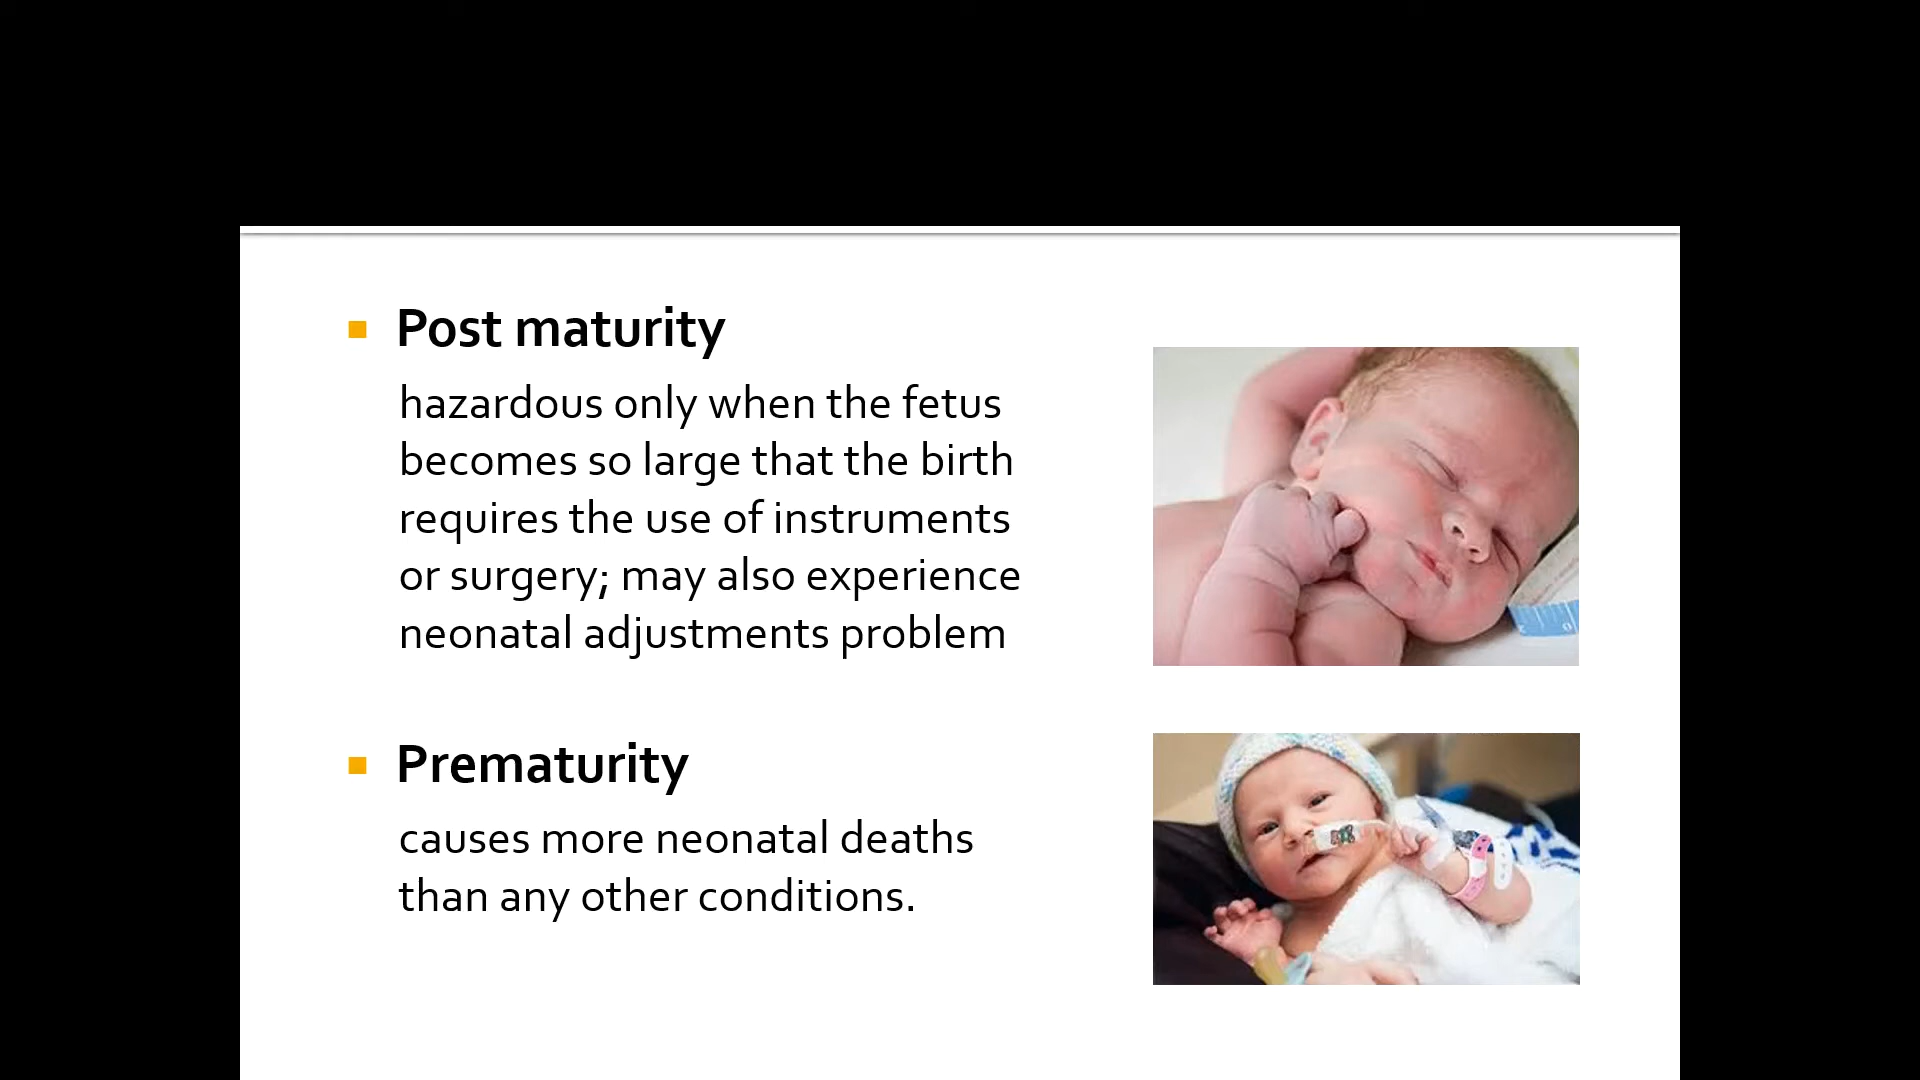 Post maturity
hazardous only when the fetus
becomes so large that the birth
requires the use of instruments
or surgery; may also experience
neonatal adjustments problem
Prematurity
causes more neonatal deaths
than any other conditions.